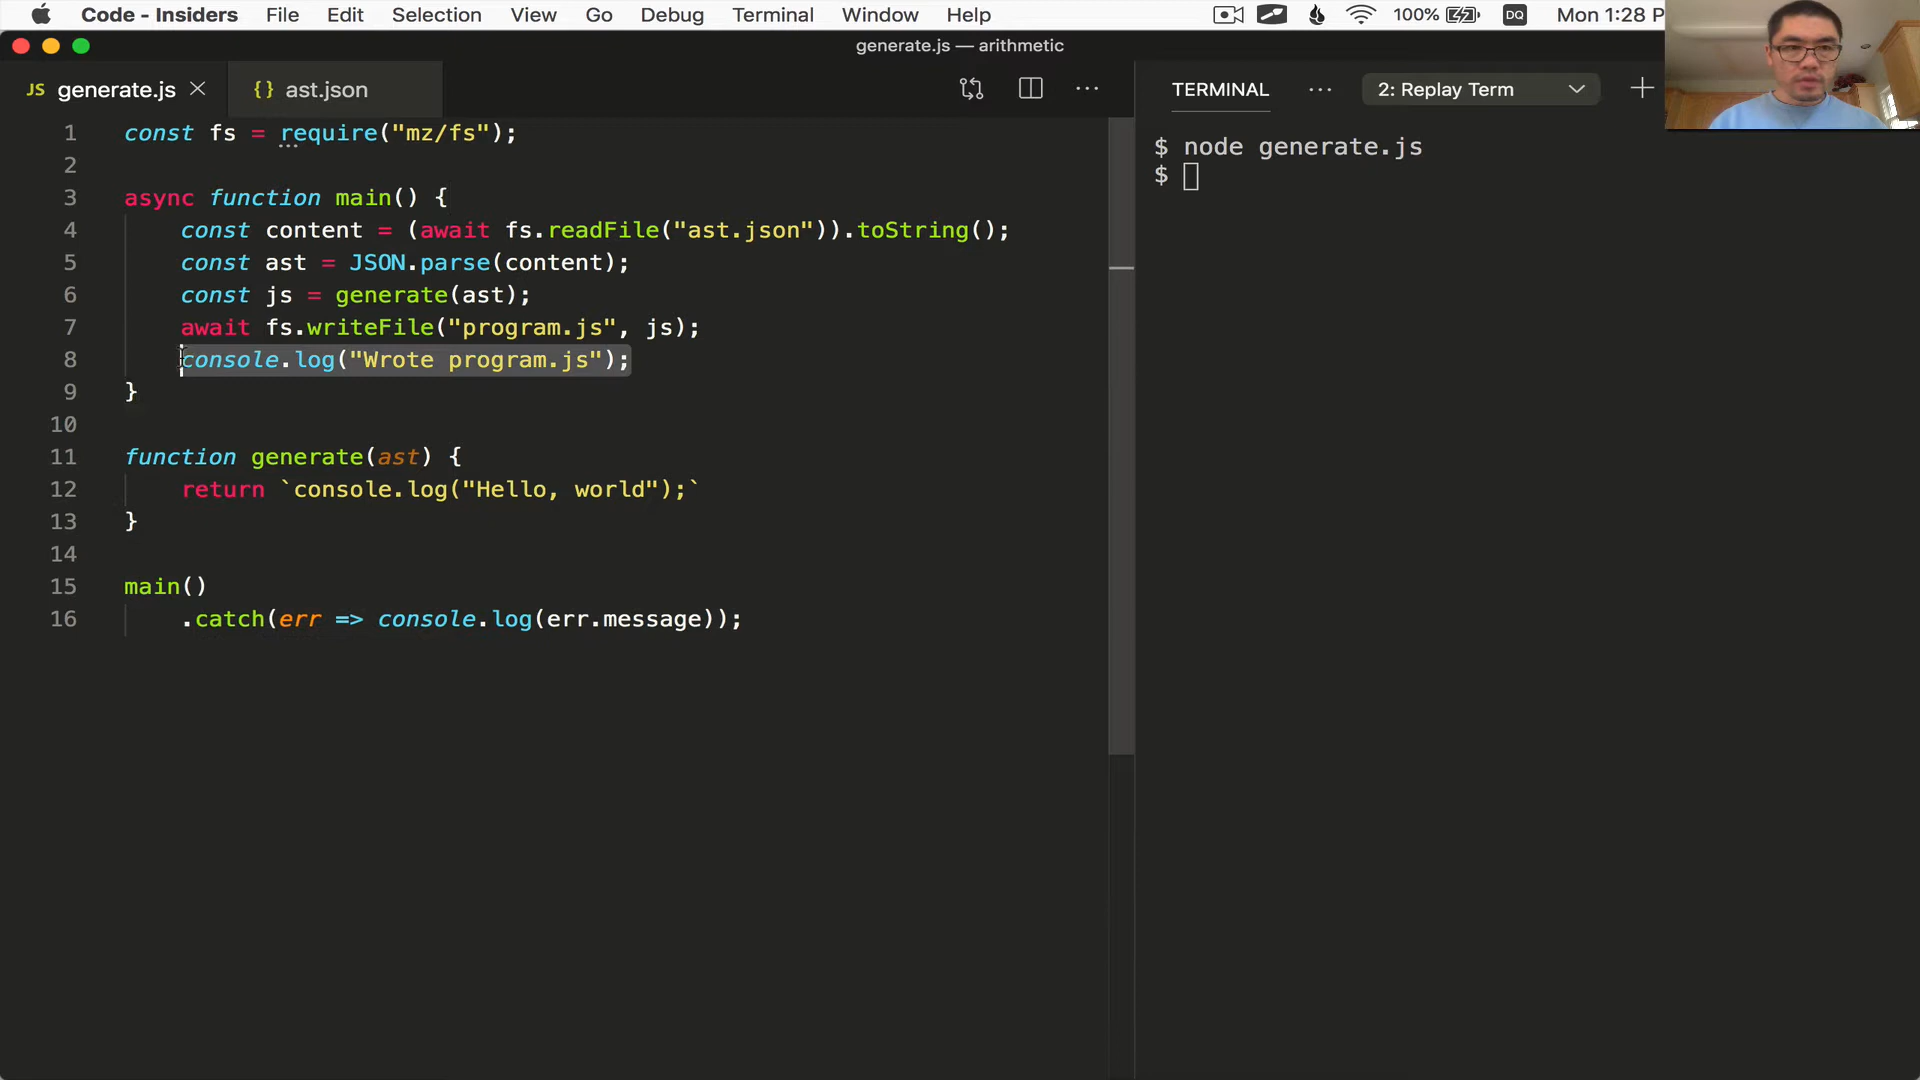 Code - Insiders File Edit Selection View Go Debug Terminal Window Help 100% DQ Mon 1:28 P
generate.js — arithmetic
JS generate.js {} ast.json ... TERMINAL ... 2: Replay Term
1 const fs = require("mz/fs");
2
3 async function main() {
4 const content = (await fs.readFile("ast.json")).toString();
5 const ast = JSON.parse(content);
6 const js = generate(ast);
7 await fs.writeFile("program.js", js);
8 console.log("Wrote program.js");
9 }
10
11 function generate(ast) {
12 return `console.log("Hello, world");`
13 }
14
15 main()
16 .catch(err => console.log(err.message));
$ node generate.js
$